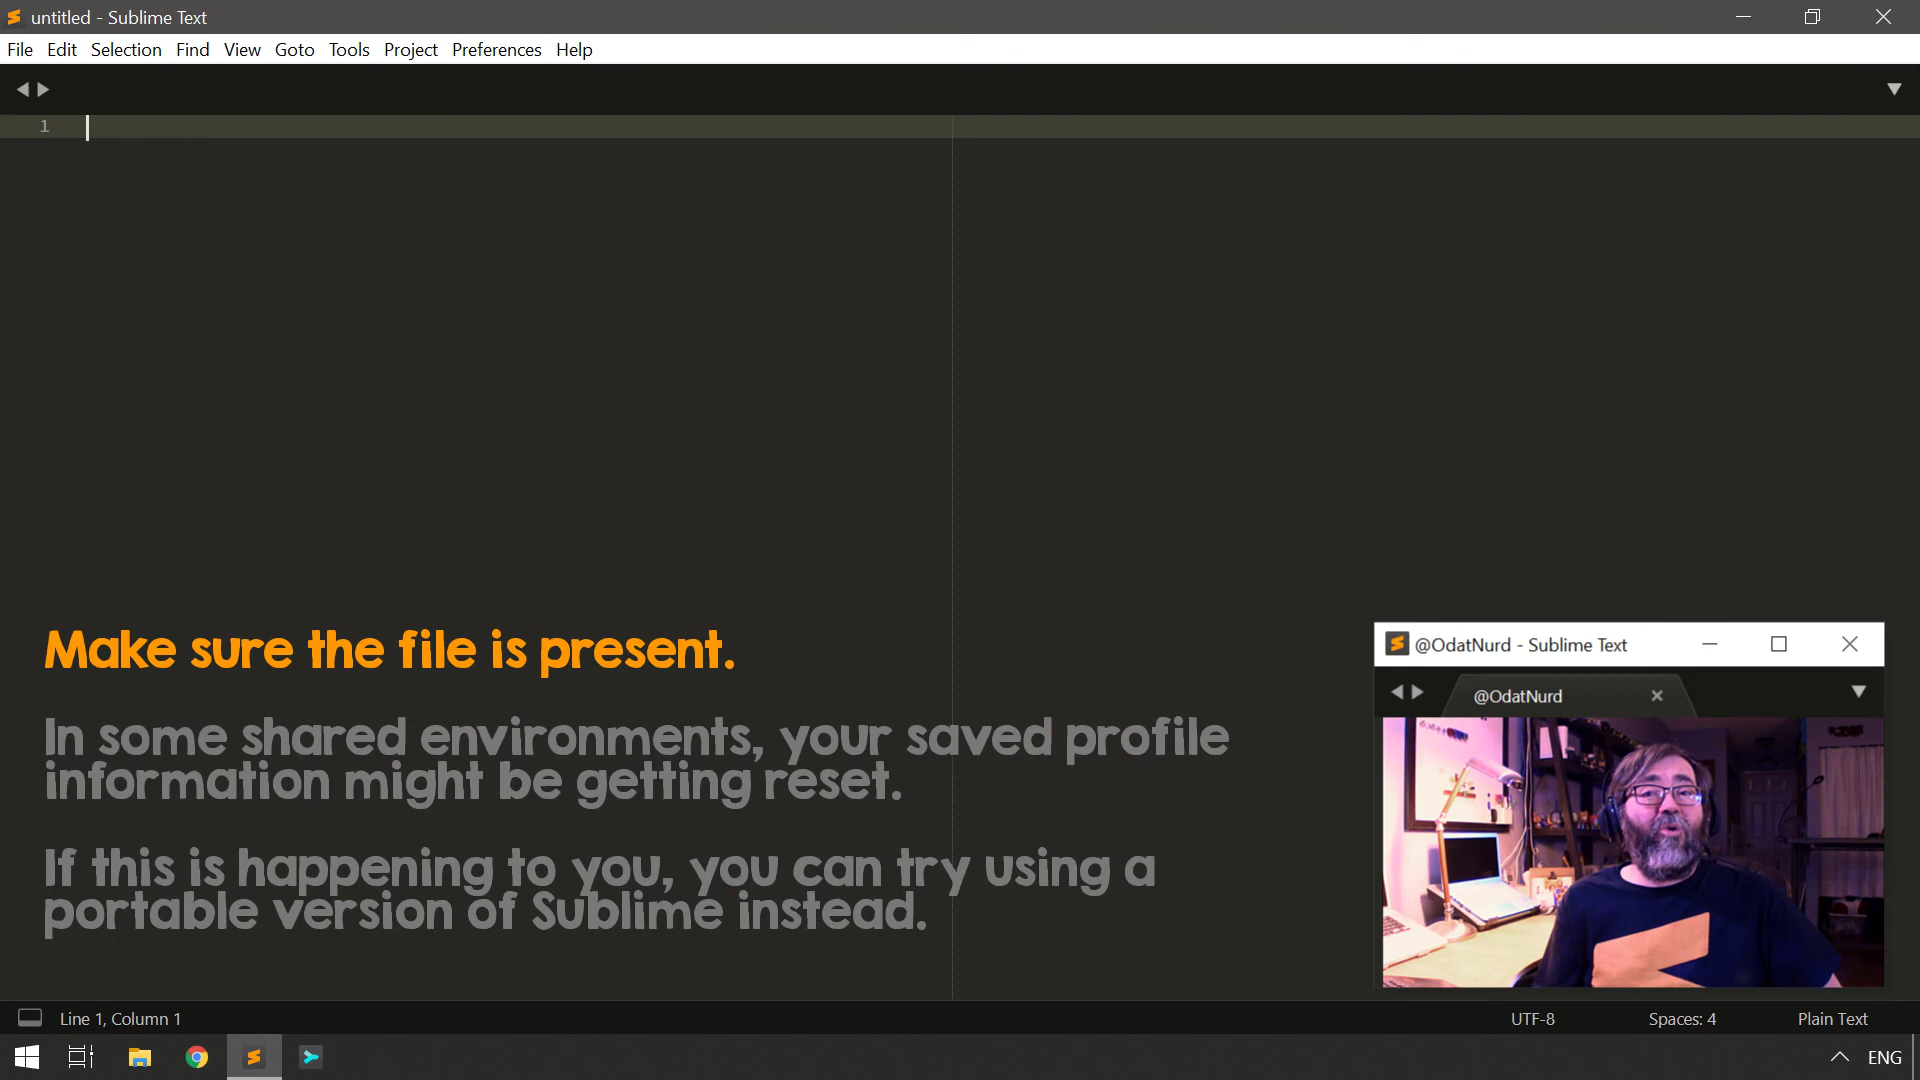 untitled - Sublime Text
File Edit Selection Find View Goto Tools Project Preferences Help
1
Make sure the file is present.
In some shared environments, your saved profile
information might be getting reset.
If this is happening to you, you can try using a
portable version of Sublime instead.
@OdatNurd - Sublime Text
@OdatNurd
Line 1, Column 1
UTF-8
Spaces: 4
Plain Text
ENG